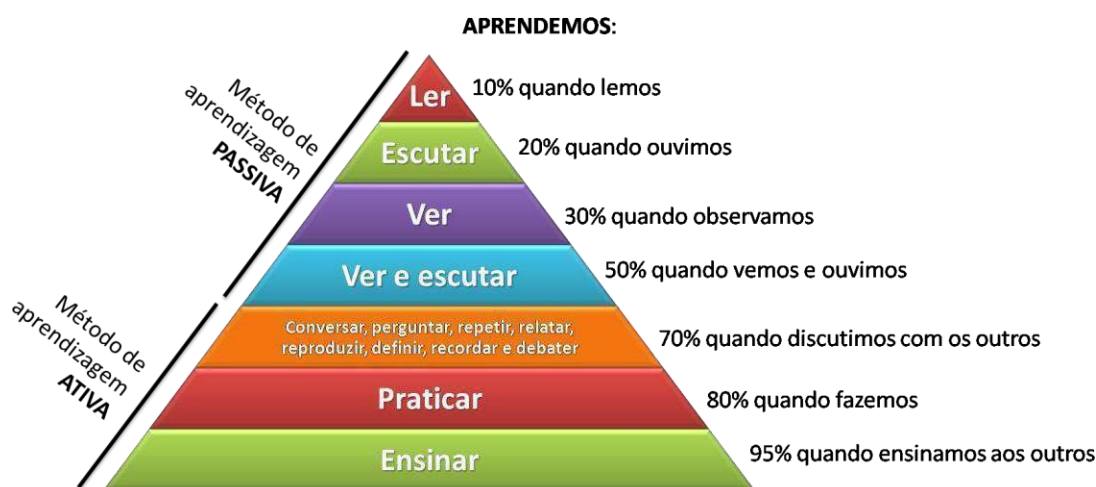 APRENDEMOS:
Método de
aprendizagem
PASSIVA
Ler
10% quando lemos
Escutar
20% quando ouvimos
Ver
30% quando observamos
Ver e escutar
50% quando vemos e ouvimos
Método de
aprendizagem
ATIVA
Conversar, perguntar, repetir, relatar,
reproduzir, definir, recordar e debater
70% quando discutimos com os outros
Praticar
80% quando fazemos
Ensinar
95% quando ensinamos aos outros